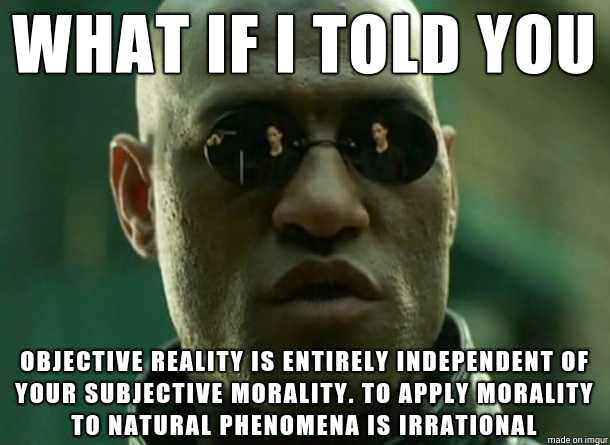 WHAT IF I TOLD YOU
OBJECTIVE REALITY IS ENTIRELY INDEPENDENT OF
YOUR SUBJECTIVE MORALITY. TO APPLY MORALITY
TO NATURAL PHENOMENA IS IRRATIONAL
made on imgur